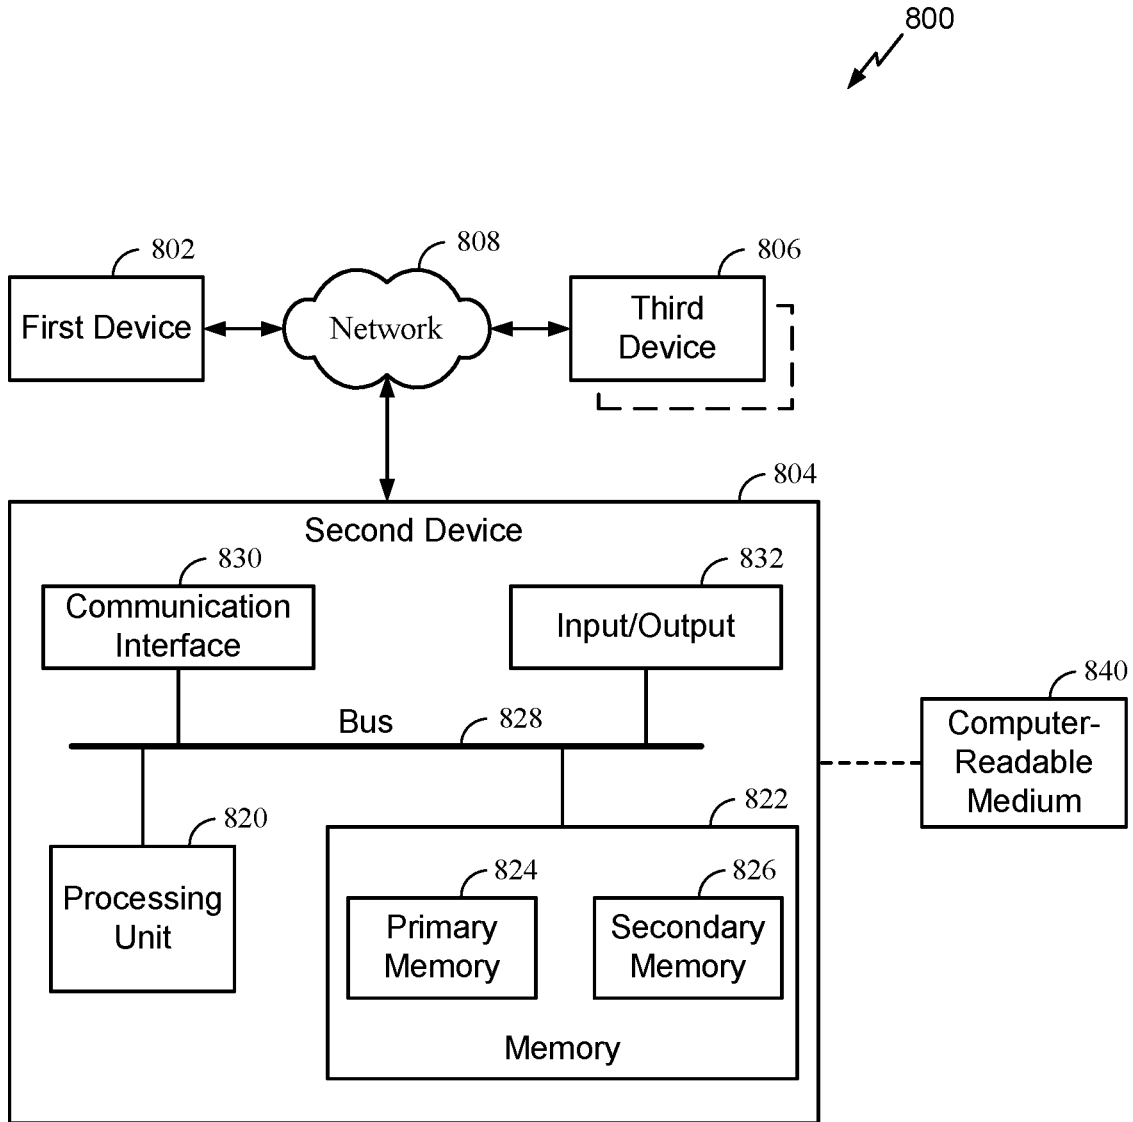 800
802
808
806
First Device
Network
Third
Device
804
Second Device
830
832
Communication
Interface
Input/Output
840
Computer-
Readable
Medium
Bus
828
820
822
Processing
Unit
824
826
Primary
Memory
Secondary
Memory
Memory